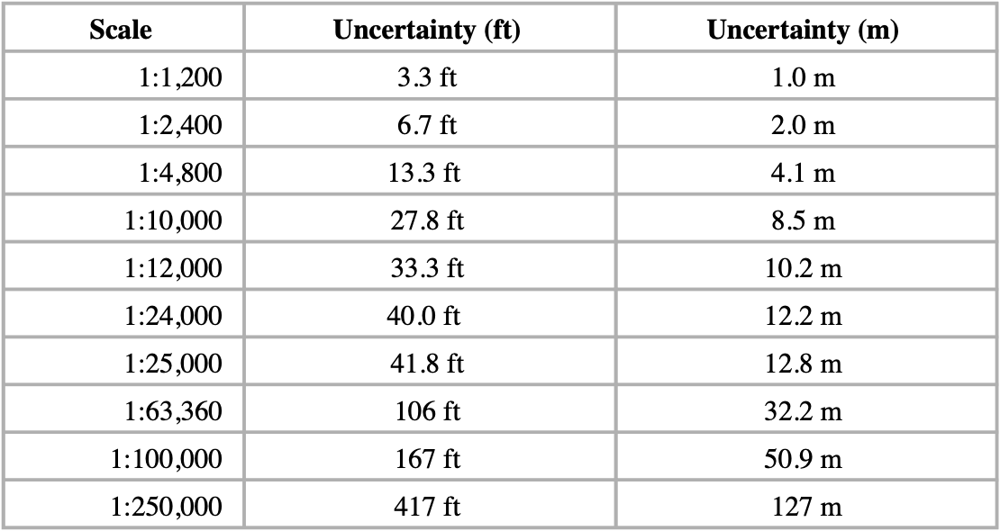 Scale Uncertainty (ft) Uncertainty (m)
1:1,200 3.3 ft 1.0 m
1:2,400 6.7 ft 2.0 m
1:4,800 13.3 ft 4.1 m
1:10,000 27.8 ft 8.5 m
1:12,000 33.3 ft 10.2 m
1:24,000 40.0 ft 12.2 m
1:25,000 41.8 ft 12.8 m
1:63,360 106 ft 32.2 m
1:100,000 167 ft 50.9 m
1:250,000 417 ft 127 m